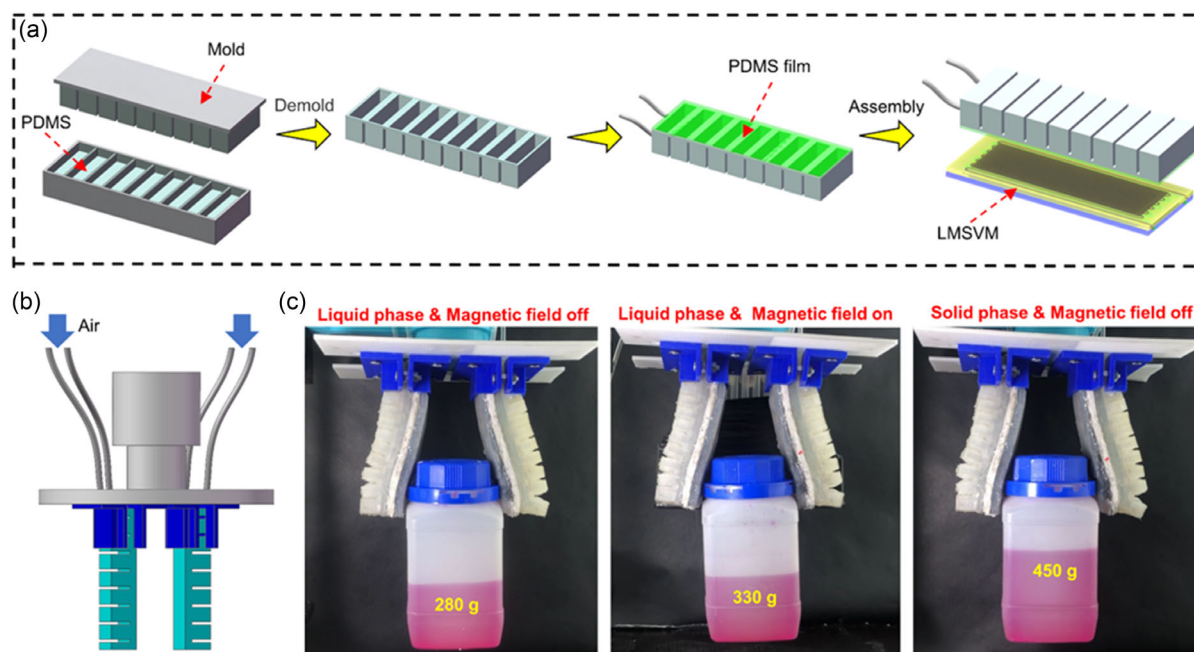 (a)
Mold
PDMS
Demold
PDMS film
Assembly
LMSVM
(b)
Air
(c)
Liquid phase & Magnetic field off
Liquid phase & Magnetic field on
Solid phase & Magnetic field off
280 g
330 g
450 g